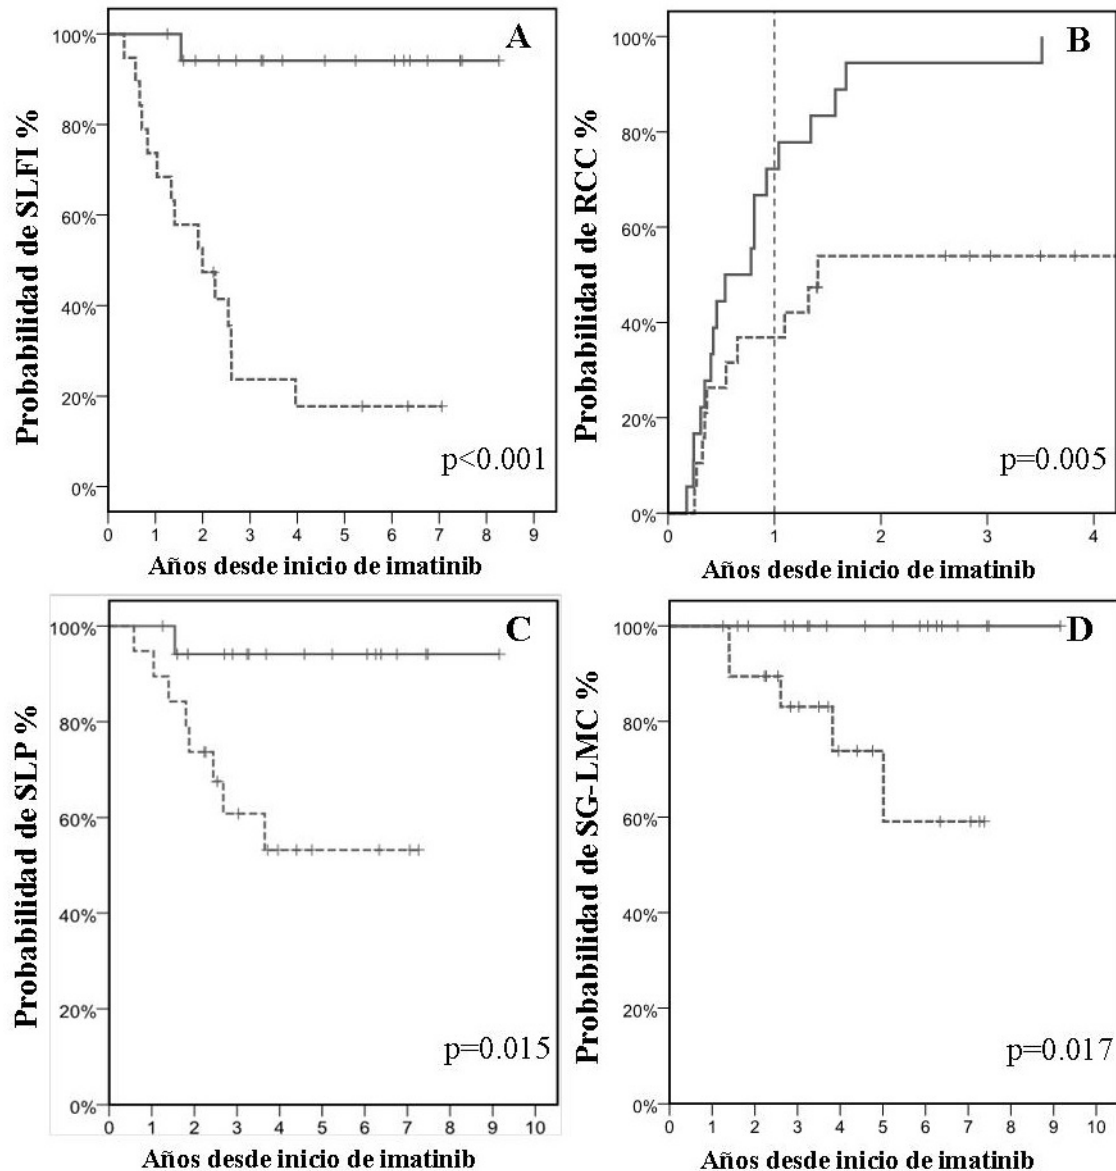 A
Probabilidad de SLFI %
100%
80%
60%
40%
20%
0%
p<0.001
0 1 2 3 4 5 6 7 8 9
Años desde inicio de imatinib
B
Probabilidad de RCC %
100%
80%
60%
40%
20%
0%
p=0.005
0 1 2 3 4
Años desde inicio de imatinib
C
Probabilidad de SLP %
100%
80%
60%
40%
20%
0%
p=0.015
0 1 2 3 4 5 6 7 8 9 10
Años desde inicio de imatinib
D
Probabilidad de SG-LMC %
100%
80%
60%
40%
20%
0%
p=0.017
0 1 2 3 4 5 6 7 8 9 10
Años desde inicio de imatinib